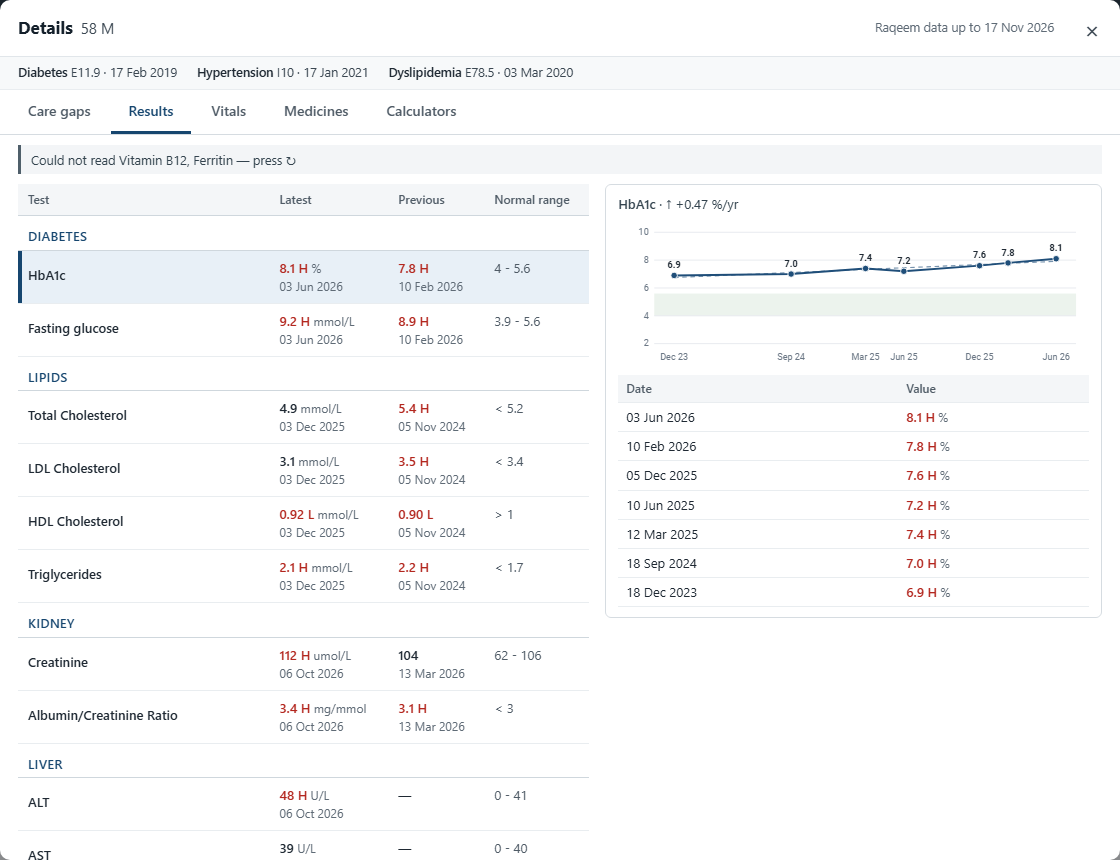 Details 58 M
Raqeem data up to 17 Nov 2026 ×
Diabetes E11.9 · 17 Feb 2019 Hypertension I10 · 17 Jan 2021 Dyslipidemia E78.5 · 03 Mar 2020
Care gaps Results Vitals Medicines Calculators
Could not read Vitamin B12, Ferritin — press ↻
Test Latest Previous Normal range
DIABETES
HbA1c 8.1 H % 7.8 H 4 - 5.6
03 Jun 2026 10 Feb 2026
Fasting glucose 9.2 H mmol/L 8.9 H 3.9 - 5.6
03 Jun 2026 10 Feb 2026
LIPIDS
Total Cholesterol 4.9 mmol/L 5.4 H < 5.2
03 Dec 2025 05 Nov 2024
LDL Cholesterol 3.1 mmol/L 3.5 H < 3.4
03 Dec 2025 05 Nov 2024
HDL Cholesterol 0.92 L mmol/L 0.90 L > 1
03 Dec 2025 05 Nov 2024
Triglycerides 2.1 H mmol/L 2.2 H < 1.7
03 Dec 2025 05 Nov 2024
KIDNEY
Creatinine 112 H umol/L 104 62 - 106
06 Oct 2026 13 Mar 2026
Albumin/Creatinine Ratio 3.4 H mg/mmol 3.1 H < 3
06 Oct 2026 13 Mar 2026
LIVER
ALT 48 H U/L — 0 - 41
06 Oct 2026
AST 39 U/L — 0 - 40
HbA1c · ↑ +0.47 %/yr
10
8
6
4
2
6.9 7.0 7.4 7.2 7.6 7.8 8.1
Dec 23 Sep 24 Mar 25 Jun 25 Dec 25 Jun 26
Date Value
03 Jun 2026 8.1 H %
10 Feb 2026 7.8 H %
05 Dec 2025 7.6 H %
10 Jun 2025 7.2 H %
12 Mar 2025 7.4 H %
18 Sep 2024 7.0 H %
18 Dec 2023 6.9 H %